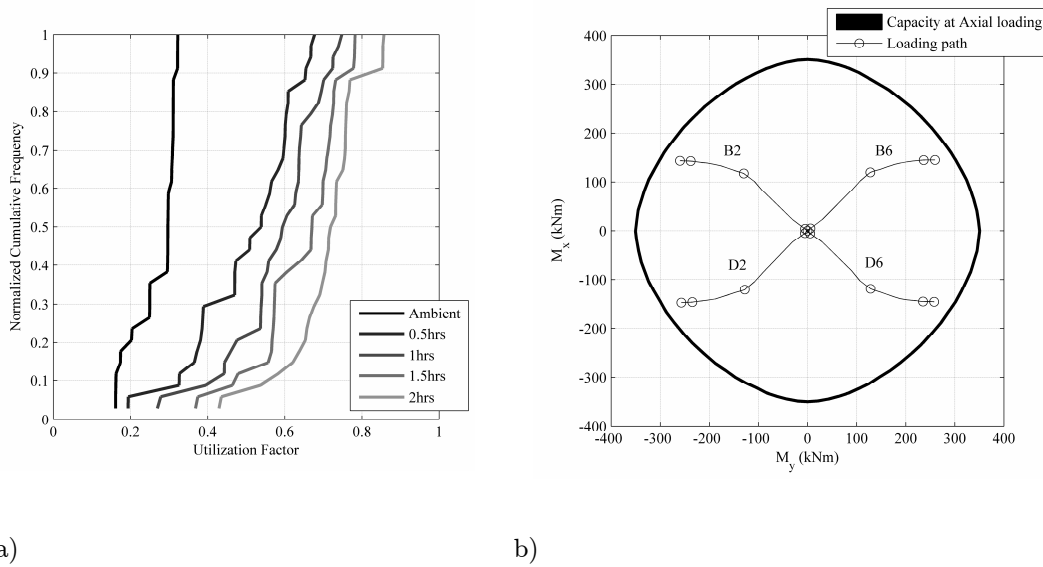 1
0.9
0.8
0.7
0.6
0.5
0.4
0.3
0.2
0.1
0
0
0.2
0.4
0.6
0.8
1
Normalized Cumulative Frequency
Utilization Factor
Ambient
0.5hrs
1hrs
1.5hrs
2hrs
a)
Capacity at Axial loading
Loading path
400
300
200
100
0
-100
-200
-300
-400
-400
-300
-200
-100
0
100
200
300
400
M_x (kNm)
M_y (kNm)
B2
B6
D2
D6
b)